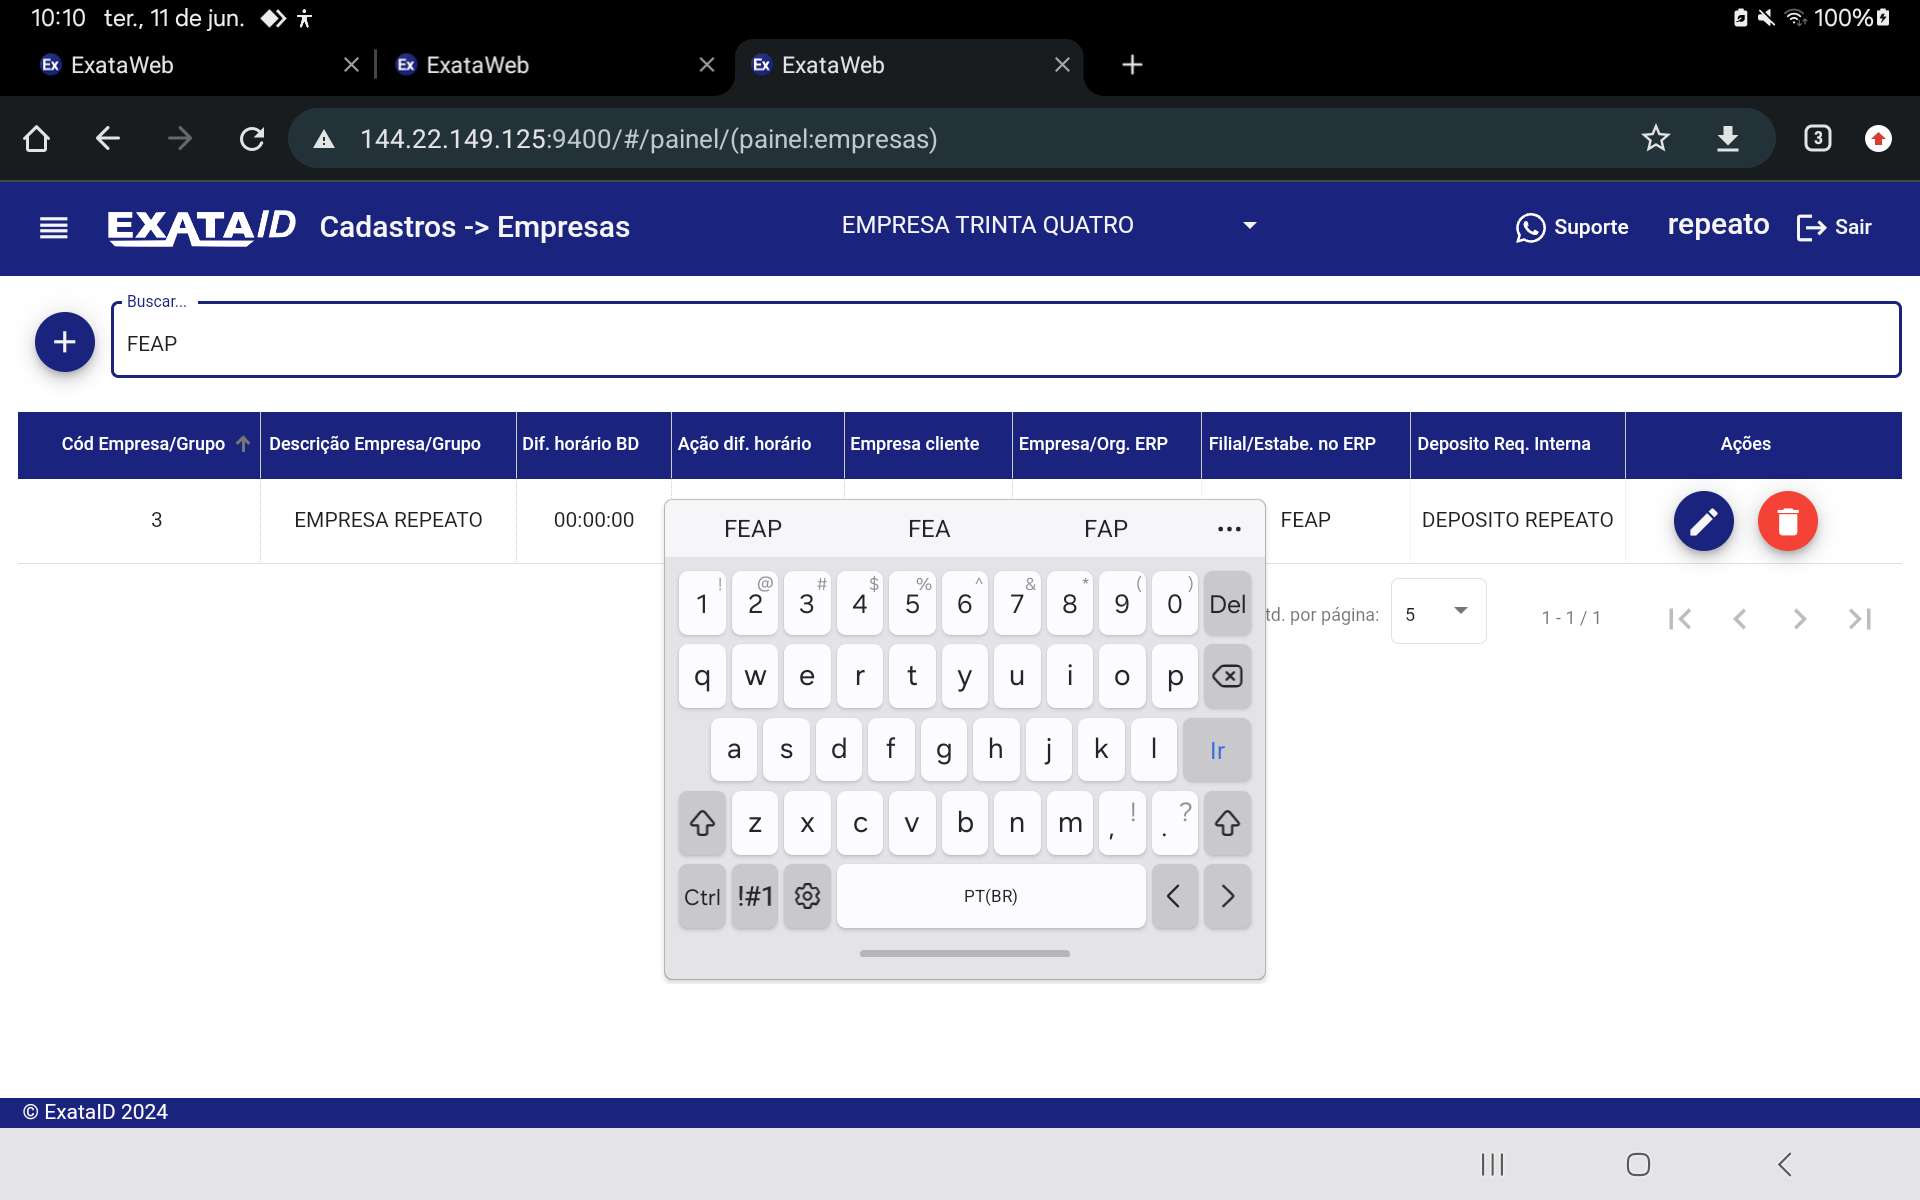 10:10 ter., 11 de jun. 100%
ExataWeb ExataWeb ExataWeb
144.22.149.125:9400/#/painel/(painel:empresas) 3
EXATAID Cadastros -> Empresas EMPRESA TRINTA QUATRO Suporte repeato Sair
Buscar...
FEAP
Cód Empresa/Grupo Descrição Empresa/Grupo Dif. horário BD Ação dif. horário Empresa cliente Empresa/Org. ERP Filial/Estabe. no ERP Deposito Req. Interna Ações
3 EMPRESA REPEATO 00:00:00 FEAP DEPOSITO REPEATO
FEAP FEA FAP ...
td. por página: 5 1 - 1 / 1
! @ # $ % ^ & * ( )
1 2 3 4 5 6 7 8 9 0 Del
q w e r t y u i o p
a s d f g h j k l Ir
z x c v b n m , ! . ?
Ctrl !#1 PT(BR) < >
© ExataID 2024